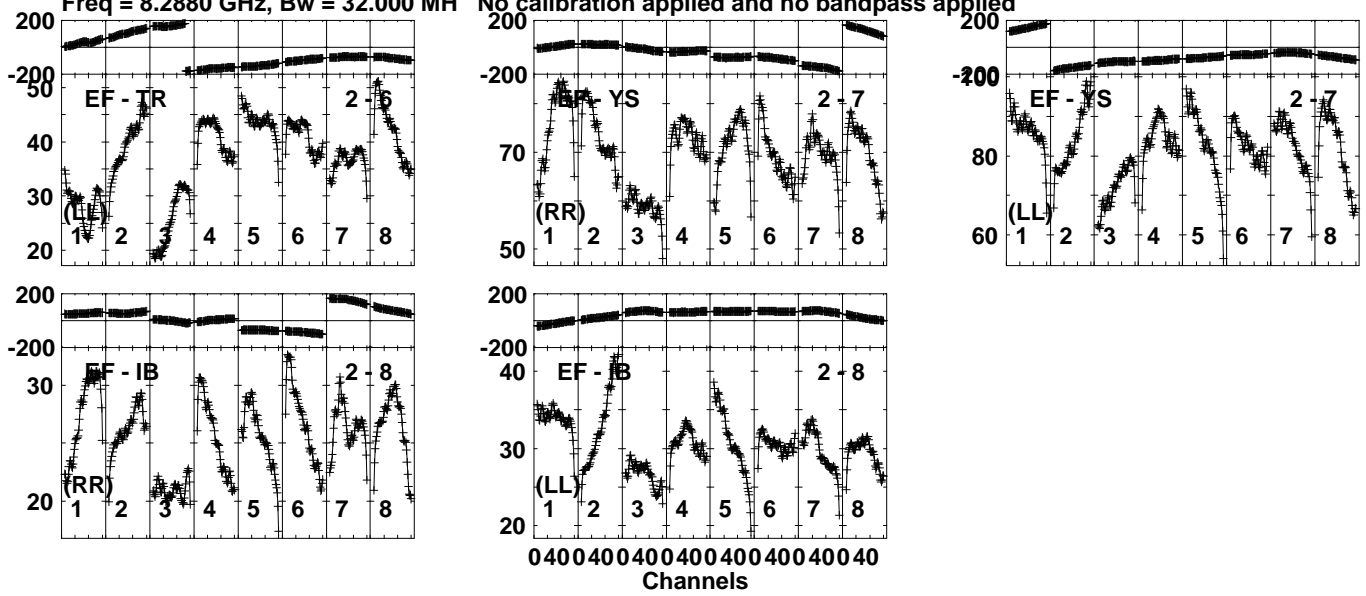 Freq = 8.2880 GHz, Bw = 32.000 MH No calibration applied and no bandpass applied
200
-200
50
40
30
20
EF - TR 2 - 6
(LL)
1 2 3 4 5 6 7 8
200
-200
70
50
EF - YS 2 - 7
(RR)
1 2 3 4 5 6 7 8
200
-200
100
80
60
EF - YS 2 - 7
(LL)
1 2 3 4 5 6 7 8
200
-200
30
20
EF - IB 2 - 8
(RR)
1 2 3 4 5 6 7 8
200
-200
40
30
20
EF - IB 2 - 8
(LL)
1 2 3 4 5 6 7 8
0 40 0 40 0 40 0 40 0 40 0 40 0 40 0 40
Channels